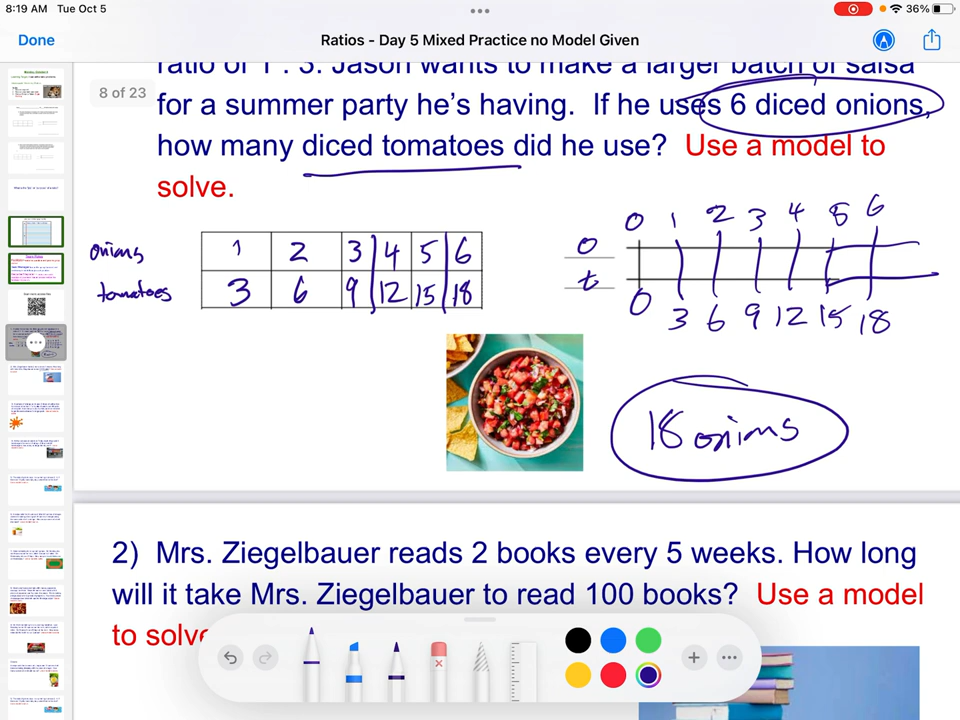 8:19 AM Tue Oct 5
36%
Done
Ratios - Day 5 Mixed Practice no Model Given
8 of 23
ratio of 1 : 3. Jason wants to make a larger batch of salsa
for a summer party he's having. If he uses 6 diced onions,
how many diced tomatoes did he use? Use a model to
solve.
onions 1 2 3 4 5 6
tomatoes 3 6 9 12 15 18
0 1 2 3 4 5 6
o
t
0 3 6 9 12 15 18
18 onions
2) Mrs. Ziegelbauer reads 2 books every 5 weeks. How long
will it take Mrs. Ziegelbauer to read 100 books? Use a model
to solve